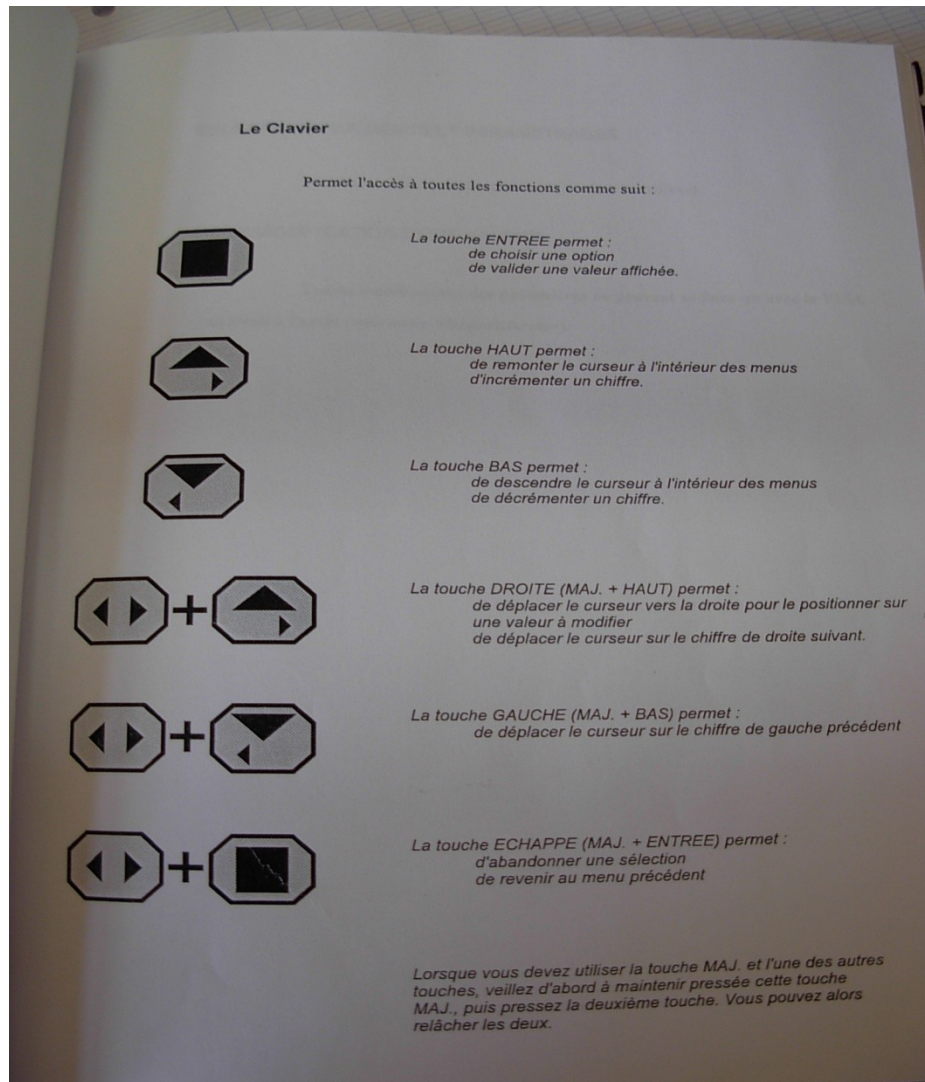 Le Clavier
Permet l'accès à toutes les fonctions comme suit :
La touche ENTREE permet :
de choisir une option
de valider une valeur affichée.
La touche HAUT permet :
de remonter le curseur à l'intérieur des menus
d'incrémenter un chiffre.
La touche BAS permet :
de descendre le curseur à l'intérieur des menus
de décrémenter un chiffre.
+
La touche DROITE (MAJ. + HAUT) permet :
de déplacer le curseur vers la droite pour le positionner sur
une valeur à modifier
de déplacer le curseur sur le chiffre de droite suivant.
+
La touche GAUCHE (MAJ. + BAS) permet :
de déplacer le curseur sur le chiffre de gauche précédent
+
La touche ECHAPPE (MAJ. + ENTREE) permet :
d'abandonner une sélection
de revenir au menu précédent
Lorsque vous devez utiliser la touche MAJ. et l'une des autres
touches, veillez d'abord à maintenir pressée cette touche
MAJ., puis pressez la deuxième touche. Vous pouvez alors
relâcher les deux.